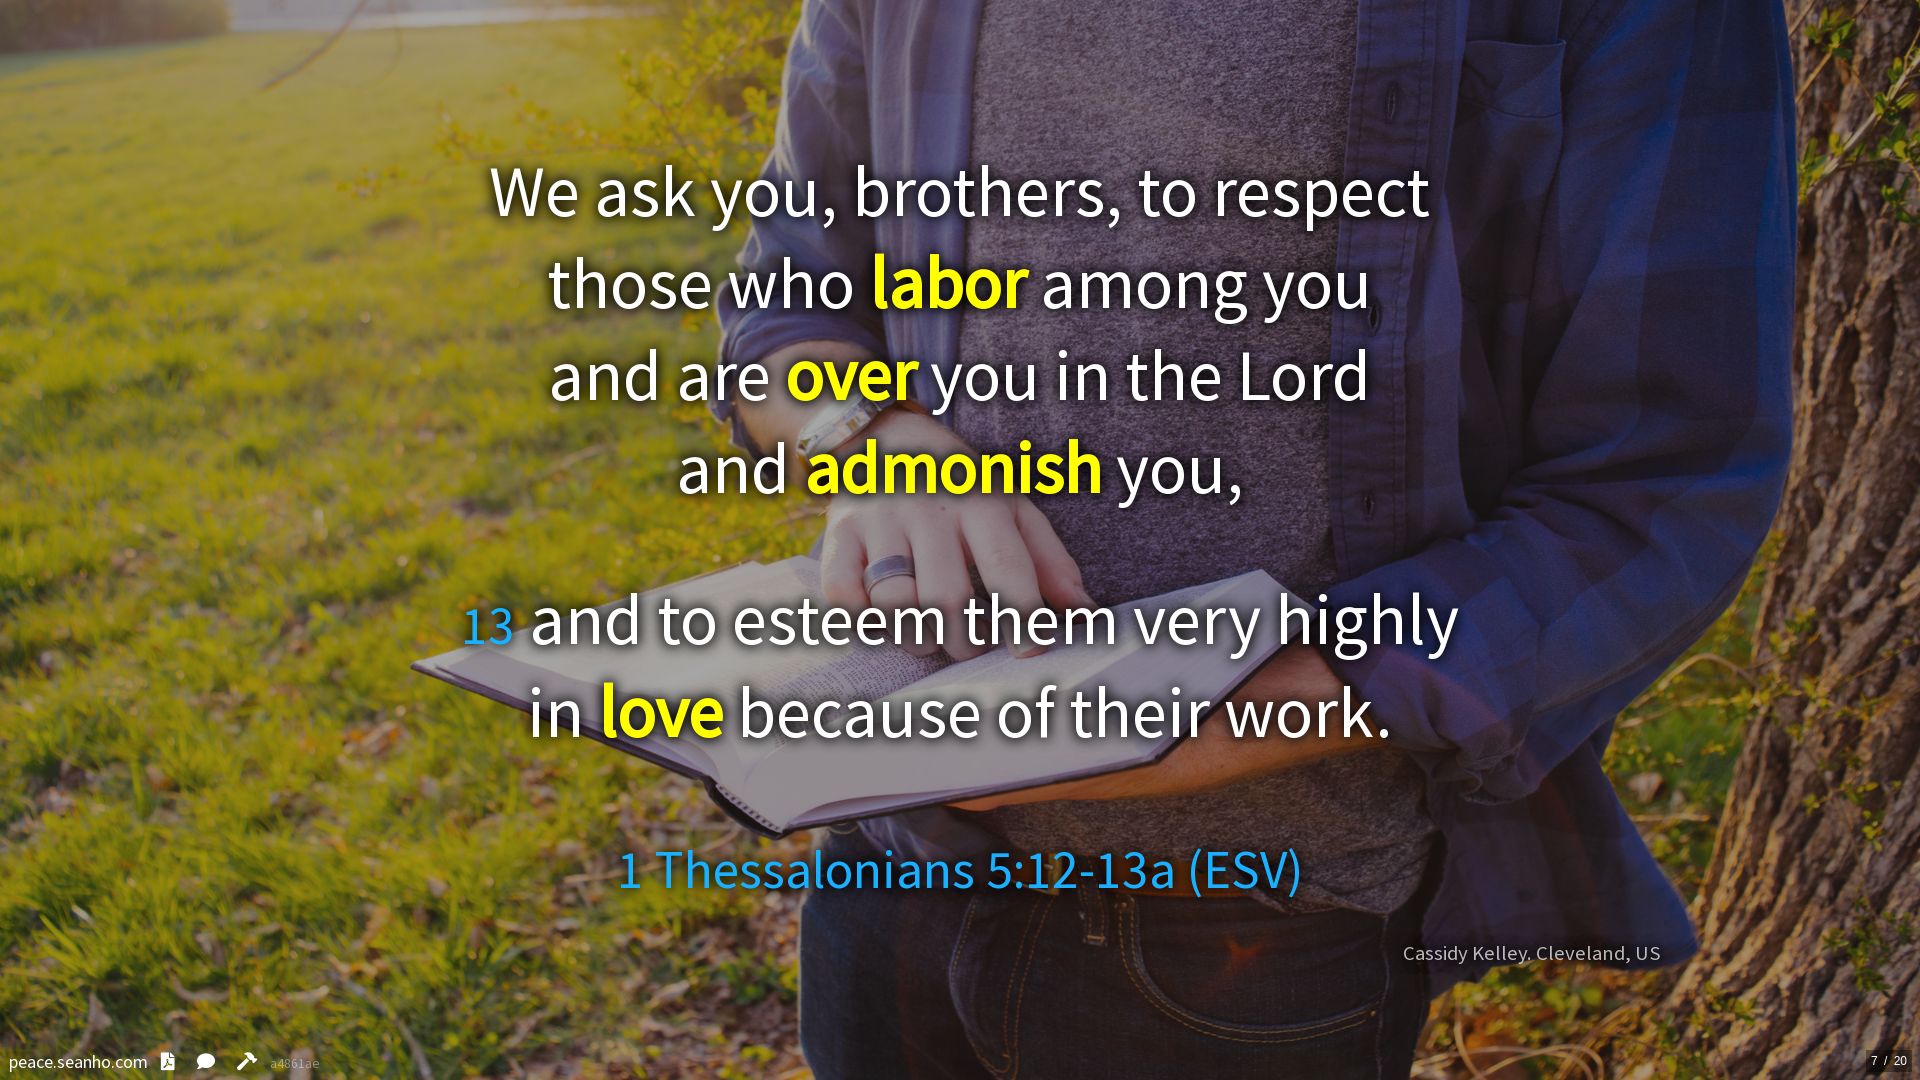 We ask you, brothers, to respect
those who labor among you
and are over you in the Lord
and admonish you,
13 and to esteem them very highly
in love because of their work.
1 Thessalonians 5:12-13a (ESV)
Cassidy Kelley. Cleveland, US
peace.seanho.com a4861ae
7 / 20